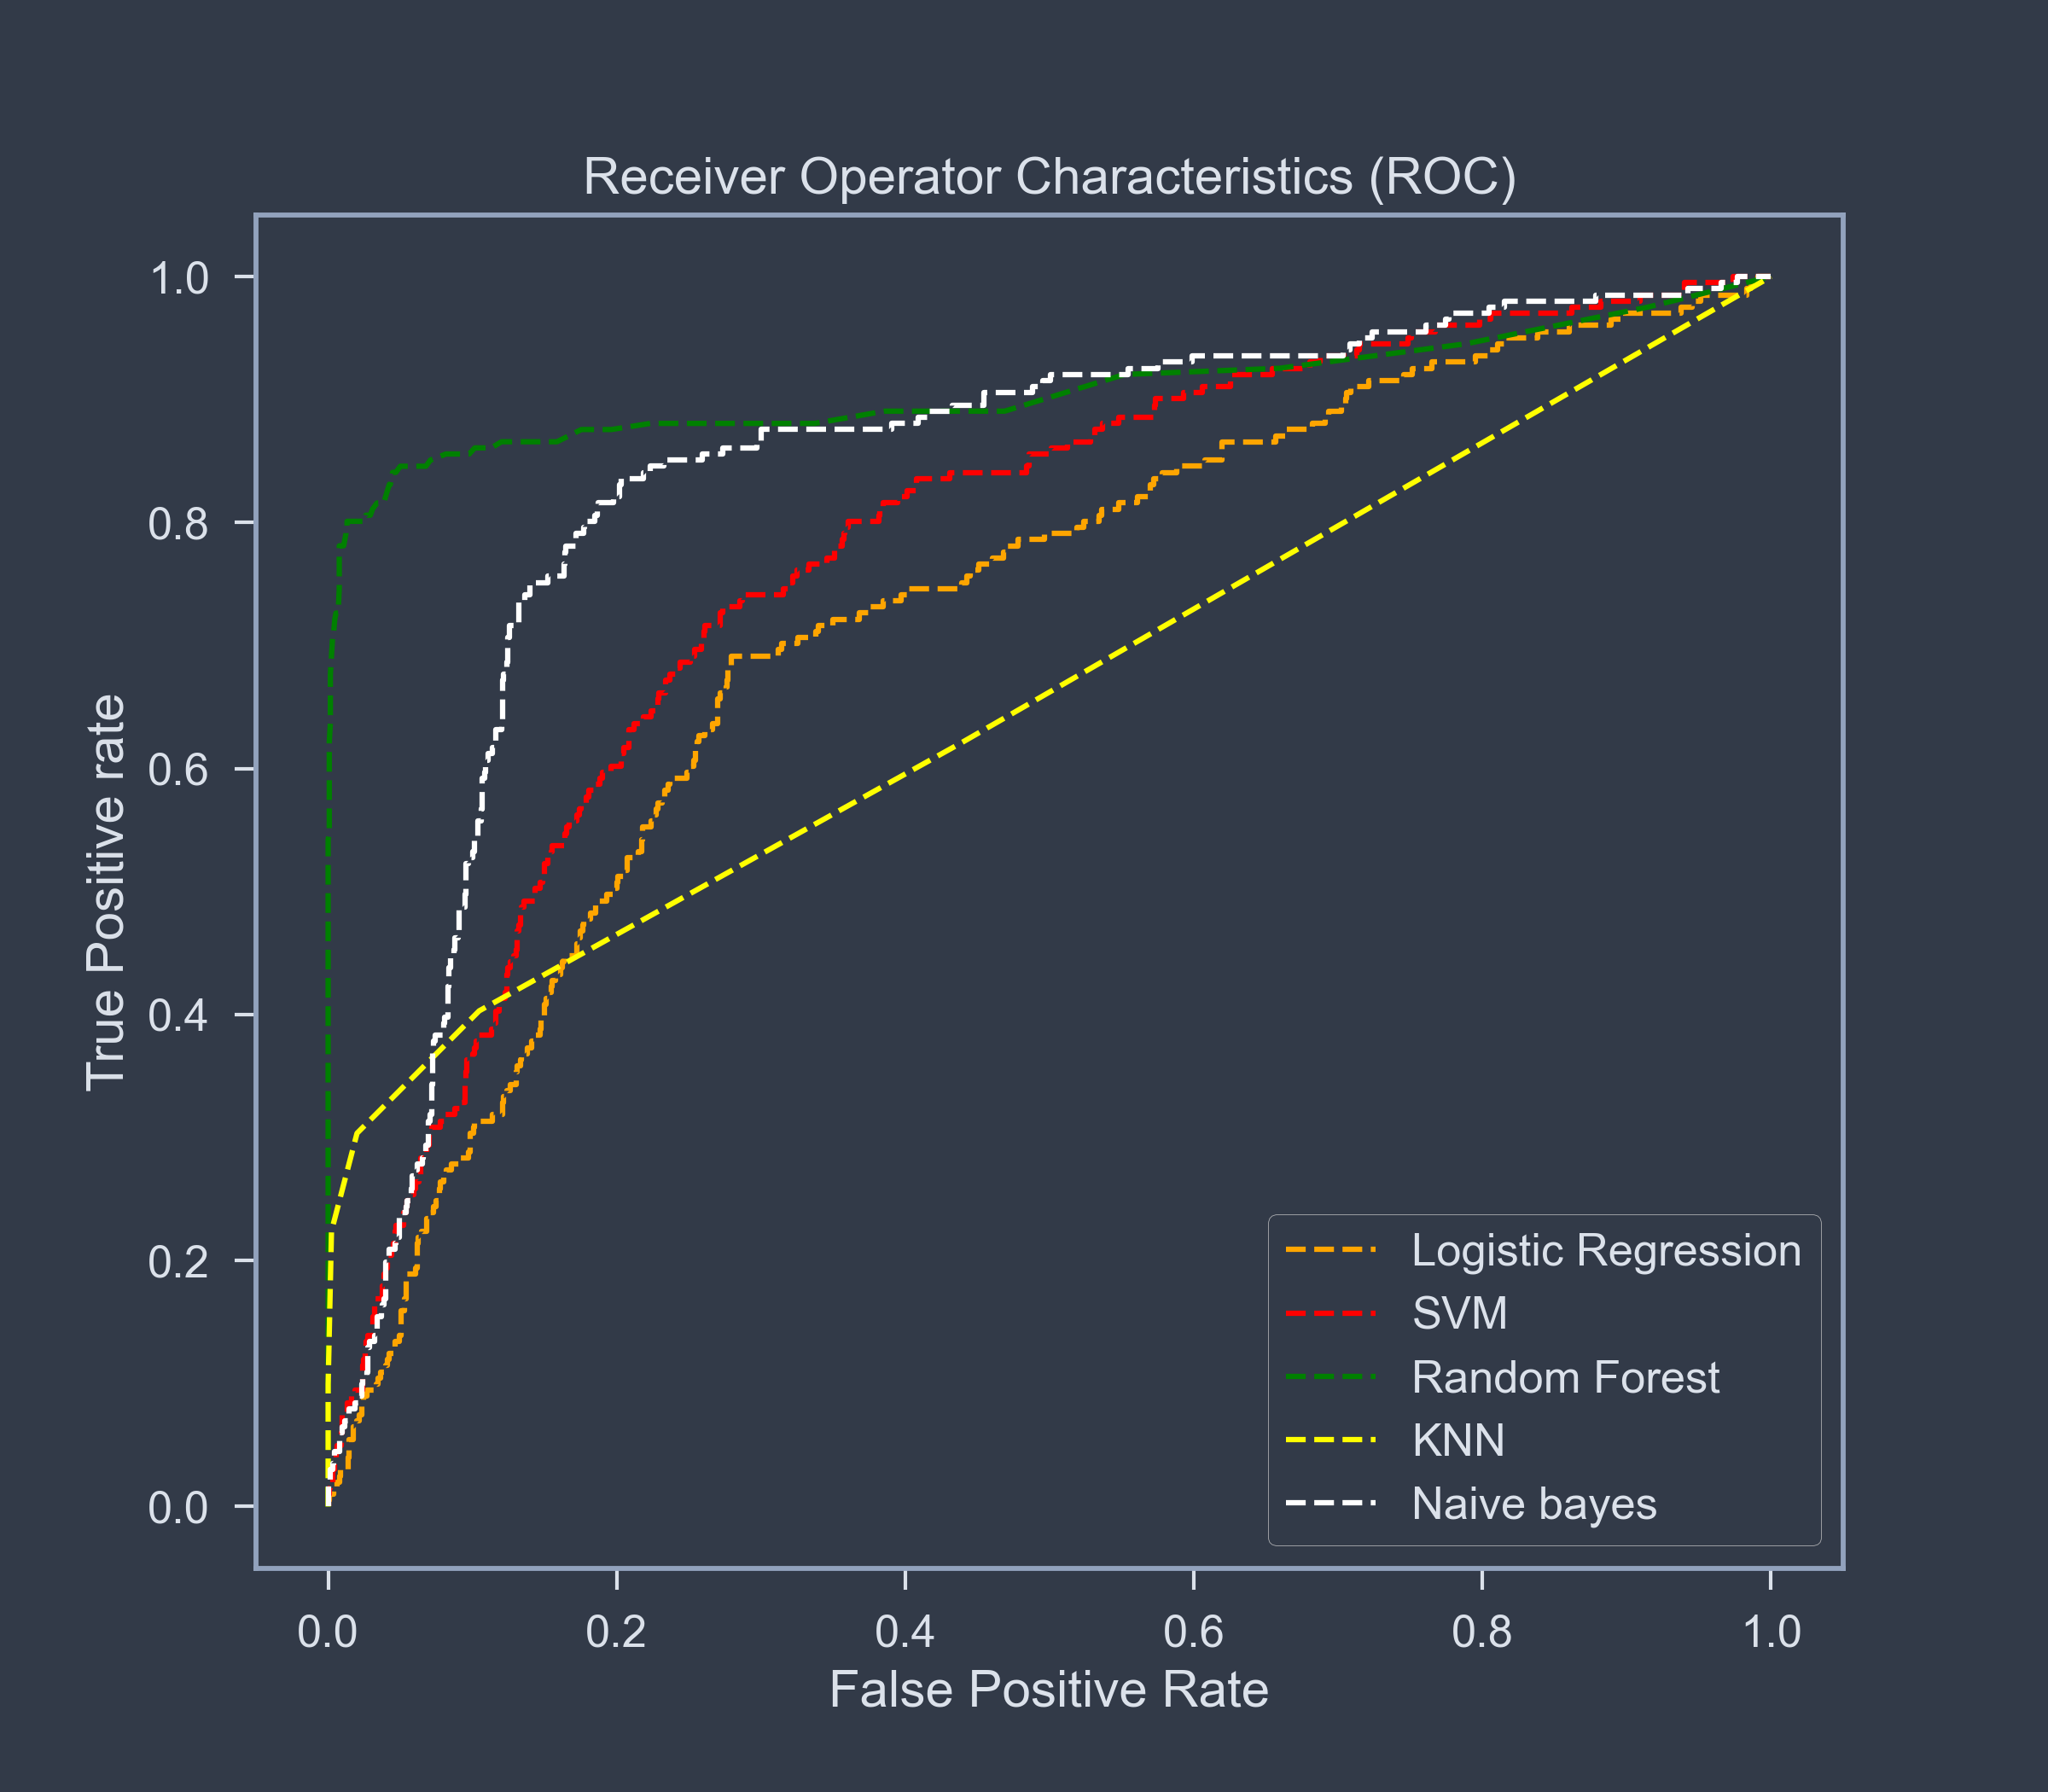 Receiver Operator Characteristics (ROC)
1.0
0.8
0.6
0.4
0.2
0.0
True Positive rate
Logistic Regression
SVM
Random Forest
KNN
Naive bayes
0.0 0.2 0.4 0.6 0.8 1.0
False Positive Rate